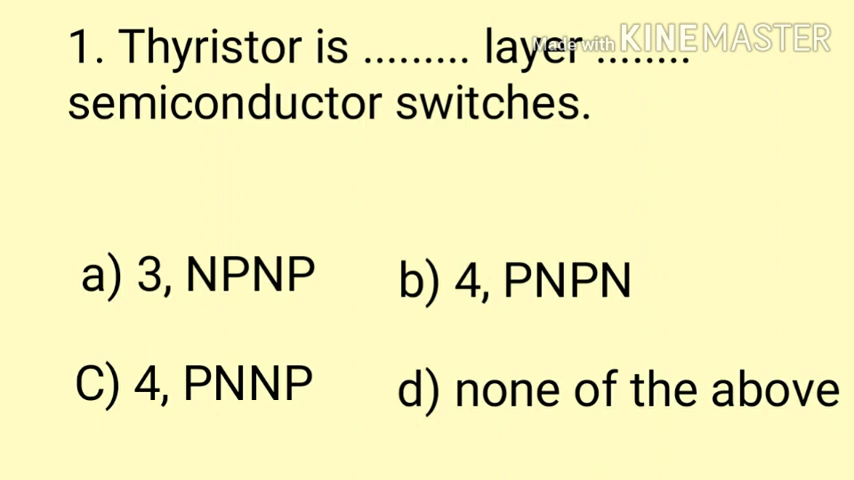 1. Thyristor is ......... layer ........
Made with KINEMASTER
semiconductor switches.
a) 3, NPNP
b) 4, PNPN
C) 4, PNNP
d) none of the above